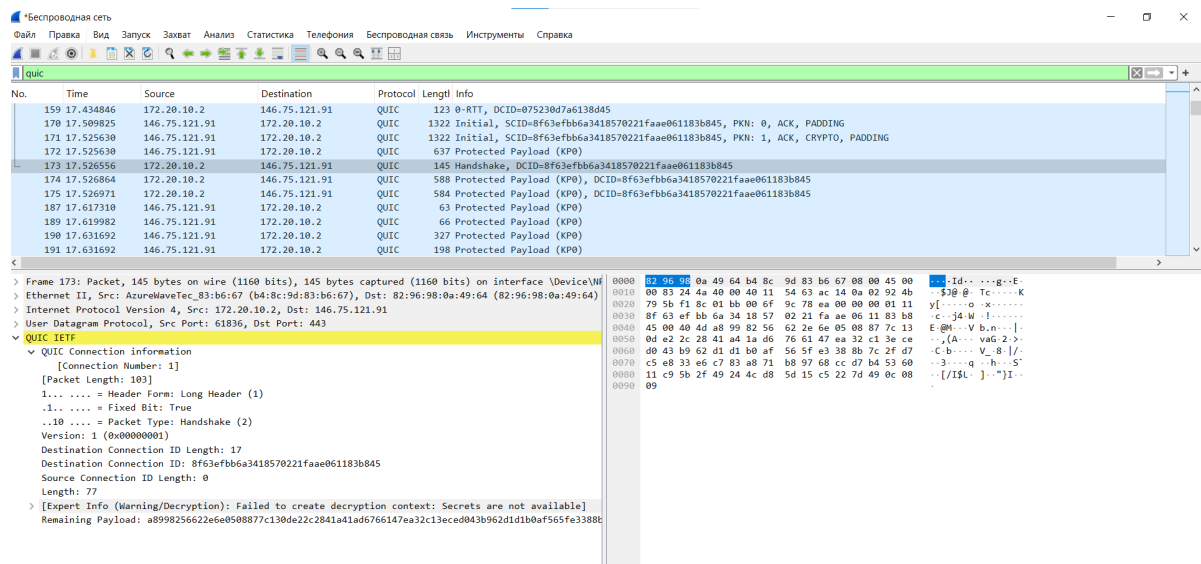 *Беспроводная сеть
Файл Правка Вид Запуск Захват Анализ Статистика Телефония Беспроводная связь Инструменты Справка
quic
No. Time Source Destination Protocol Lengtl Info
159 17.434846 172.20.10.2 146.75.121.91 QUIC 123 0-RTT, DCID=075230d7a6138d45
170 17.509825 146.75.121.91 172.20.10.2 QUIC 1322 Initial, SCID=8f63efbb6a3418570221faae061183b845, PKN: 0, ACK, PADDING
171 17.525630 146.75.121.91 172.20.10.2 QUIC 1322 Initial, SCID=8f63efbb6a3418570221faae061183b845, PKN: 1, ACK, CRYPTO, PADDING
172 17.525630 146.75.121.91 172.20.10.2 QUIC 637 Protected Payload (KP0)
173 17.526556 172.20.10.2 146.75.121.91 QUIC 145 Handshake, DCID=8f63efbb6a3418570221faae061183b845
174 17.526864 172.20.10.2 146.75.121.91 QUIC 588 Protected Payload (KP0), DCID=8f63efbb6a3418570221faae061183b845
175 17.526971 172.20.10.2 146.75.121.91 QUIC 584 Protected Payload (KP0), DCID=8f63efbb6a3418570221faae061183b845
187 17.617310 146.75.121.91 172.20.10.2 QUIC 63 Protected Payload (KP0)
189 17.619982 146.75.121.91 172.20.10.2 QUIC 66 Protected Payload (KP0)
190 17.631692 146.75.121.91 172.20.10.2 QUIC 327 Protected Payload (KP0)
191 17.631692 146.75.121.91 172.20.10.2 QUIC 198 Protected Payload (KP0)
Frame 173: Packet, 145 bytes on wire (1160 bits), 145 bytes captured (1160 bits) on interface \Device\NF
Ethernet II, Src: AzureWaveTec_83:b6:67 (b4:8c:9d:83:b6:67), Dst: 82:96:98:0a:49:64 (82:96:98:0a:49:64)
Internet Protocol Version 4, Src: 172.20.10.2, Dst: 146.75.121.91
User Datagram Protocol, Src Port: 61836, Dst Port: 443
QUIC IETF
QUIC Connection information
[Connection Number: 1]
[Packet Length: 103]
1... .... = Header Form: Long Header (1)
.1.. .... = Fixed Bit: True
..10 .... = Packet Type: Handshake (2)
Version: 1 (0x00000001)
Destination Connection ID Length: 17
Destination Connection ID: 8f63efbb6a3418570221faae061183b845
Source Connection ID Length: 0
Length: 77
[Expert Info (Warning/Decryption): Failed to create decryption context: Secrets are not available]
Remaining Payload: a8998256622e6e0508877c130de22c2841a41ad6766147ea32c13eced043b962d1d1b0af565fe3388b
0000 82 96 98 0a 49 64 b4 8c 9d 83 b6 67 08 00 45 00 ····Id·· ···g··E·
0010 00 83 24 4a 40 00 40 11 54 63 ac 14 0a 02 92 4b ··$J@·@· Tc·····K
0020 79 5b f1 8c 01 bb 00 6f 9c 78 ea 00 00 00 01 11 y[·····o ·x······
0030 8f 63 ef bb 6a 34 18 57 02 21 fa ae 06 11 83 b8 ·c··j4·W ·!······
0040 45 00 40 4d a8 99 82 56 62 2e 6e 05 08 87 7c 13 E·@M···V b.n···|·
0050 0d e2 2c 28 41 a4 1a d6 76 61 47 ea 32 c1 3e ce ··,(A··· vaG·2·>·
0060 d0 43 b9 62 d1 d1 b0 af 56 5f e3 38 8b 7c 2f d7 ·C·b···· V_·8·|/·
0070 c5 e8 33 e6 c7 83 a8 71 b8 97 68 cc d7 b4 53 60 ··3····q ··h···S`
0080 11 c9 5b 2f 49 24 4c d8 5d 15 c5 22 7d 49 0c 08 ··[/I$L· ]··"}I··
0090 09 ·